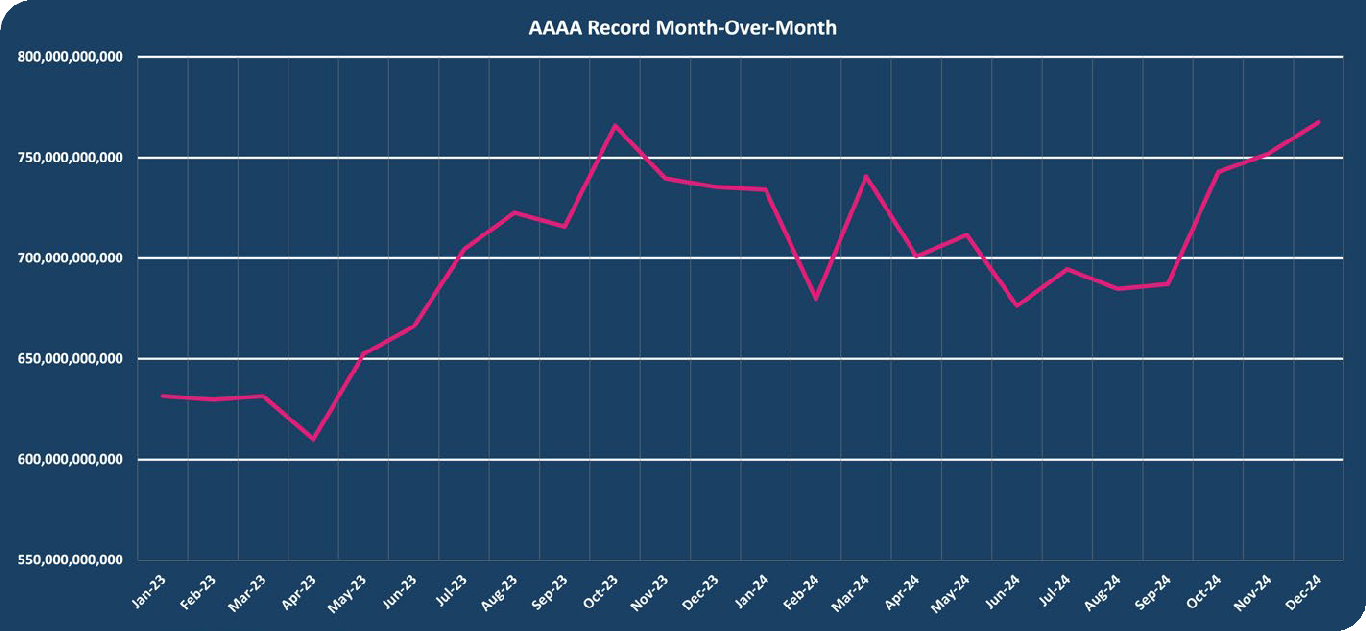 AAAA Record Month-Over-Month
800,000,000,000
750,000,000,000
700,000,000,000
650,000,000,000
600,000,000,000
550,000,000,000
Jan-23
Feb-23
Mar-23
Apr-23
May-23
Jun-23
Jul-23
Aug-23
Sep-23
Oct-23
Nov-23
Dec-23
Jan-24
Feb-24
Mar-24
Apr-24
May-24
Jun-24
Jul-24
Aug-24
Sep-24
Oct-24
Nov-24
Dec-24